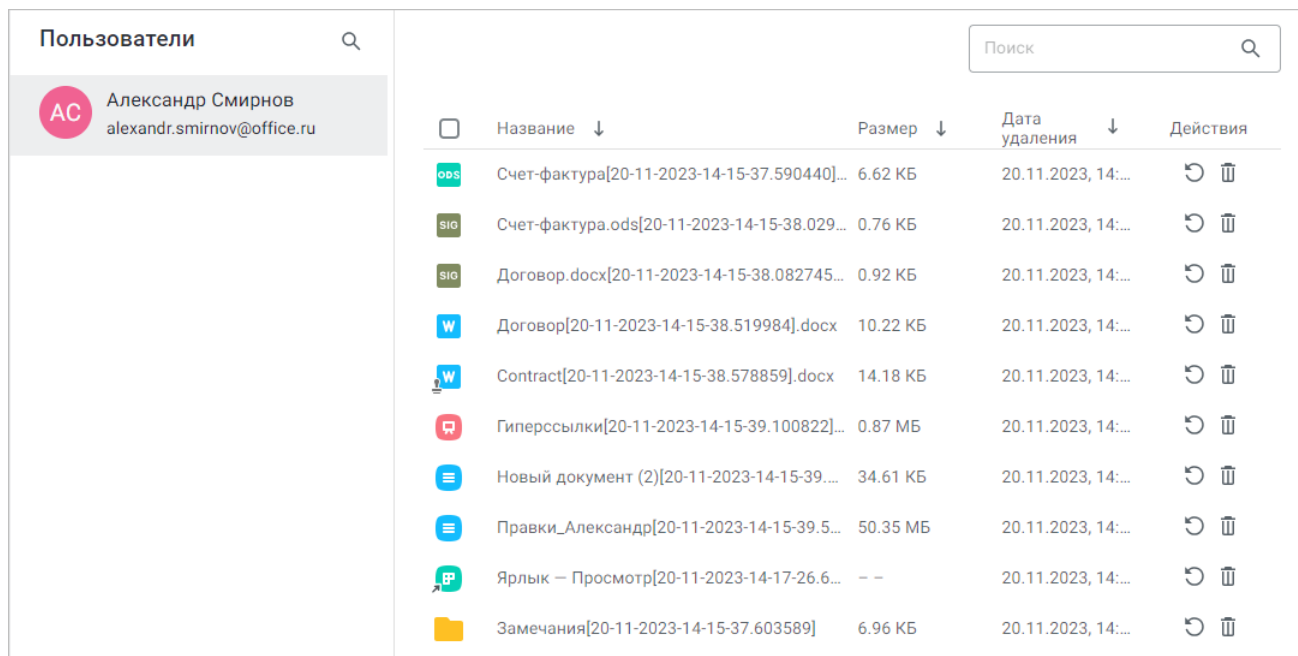 Пользователи
Поиск
АС
Александр Смирнов
alexandr.smirnov@office.ru
Название ↓ Размер ↓ Дата удаления ↓ Действия
ODS Счет-фактура[20-11-2023-14-15-37.590440]... 6.62 КБ 20.11.2023, 14:...
SIG Счет-фактура.ods[20-11-2023-14-15-38.029... 0.76 КБ 20.11.2023, 14:...
SIG Договор.docx[20-11-2023-14-15-38.082745... 0.92 КБ 20.11.2023, 14:...
W Договор[20-11-2023-14-15-38.519984].docx 10.22 КБ 20.11.2023, 14:...
W Contract[20-11-2023-14-15-38.578859].docx 14.18 КБ 20.11.2023, 14:...
Гиперссылки[20-11-2023-14-15-39.100822]... 0.87 МБ 20.11.2023, 14:...
Новый документ (2)[20-11-2023-14-15-39.... 34.61 КБ 20.11.2023, 14:...
Правки_Александр[20-11-2023-14-15-39.5... 50.35 МБ 20.11.2023, 14:...
Ярлык — Просмотр[20-11-2023-14-17-26.6... – – 20.11.2023, 14:...
Замечания[20-11-2023-14-15-37.603589] 6.96 КБ 20.11.2023, 14:...